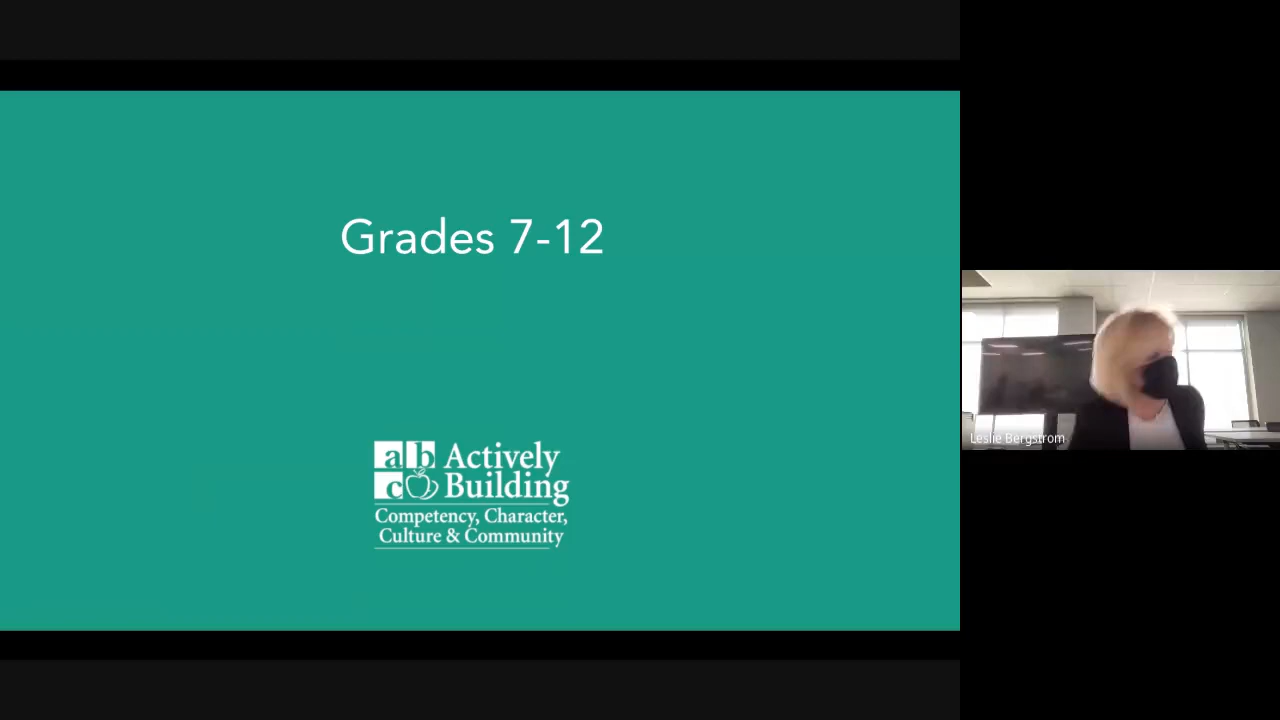 Grades 7-12
a b Actively
c Building
Competency, Character,
Culture & Community
Leslie Bergstrom